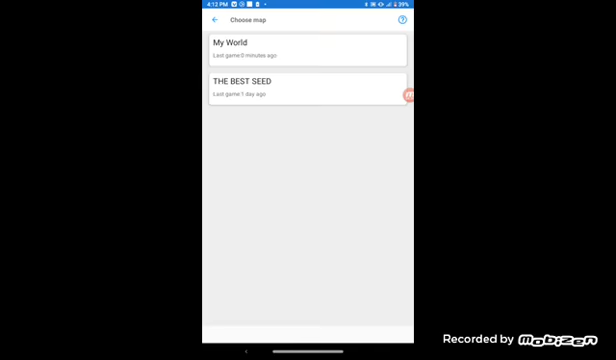 4:12 PM 39%
Choose map
My World
Last game:0 minutes ago
THE BEST SEED
Last game:1 day ago
Recorded by mobizen